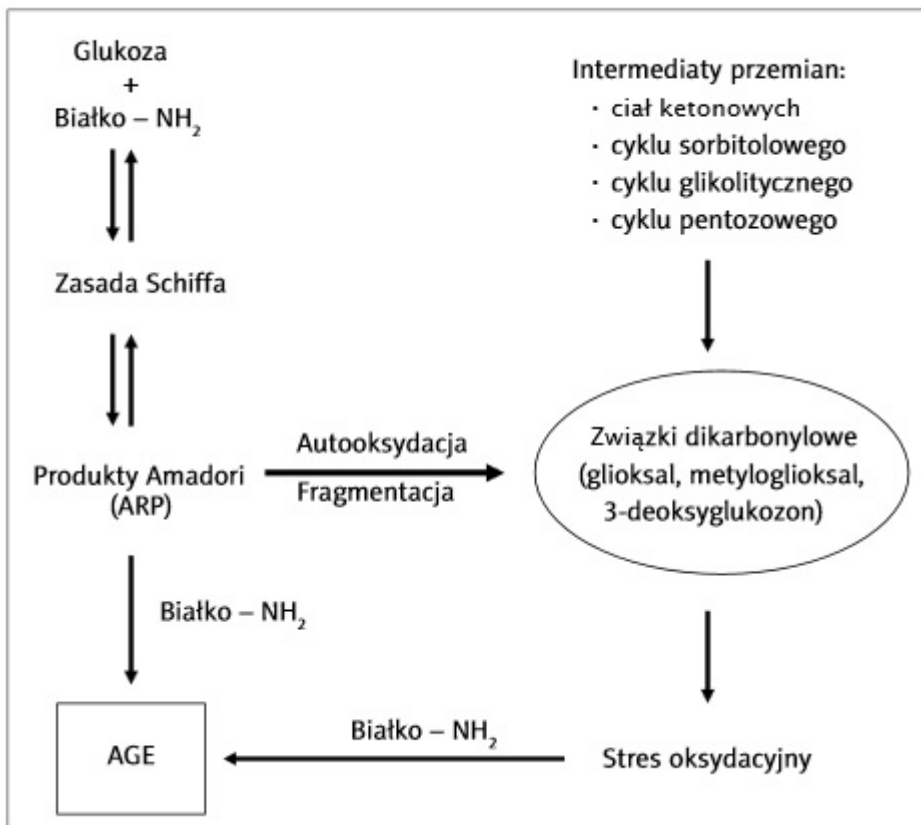 Glukoza
+
Białko – NH₂
Zasada Schiffa
Produkty Amadori
(ARP)
Białko – NH₂
AGE
Autooksydacja
Fragmentacja
Intermediaty przemian:
· ciał ketonowych
· cyklu sorbitolowego
· cyklu glikolitycznego
· cyklu pentozowego
Związki dikarbonylowe
(glioksal, metyloglioksal,
3-deoksyglukozon)
Stres oksydacyjny
Białko – NH₂